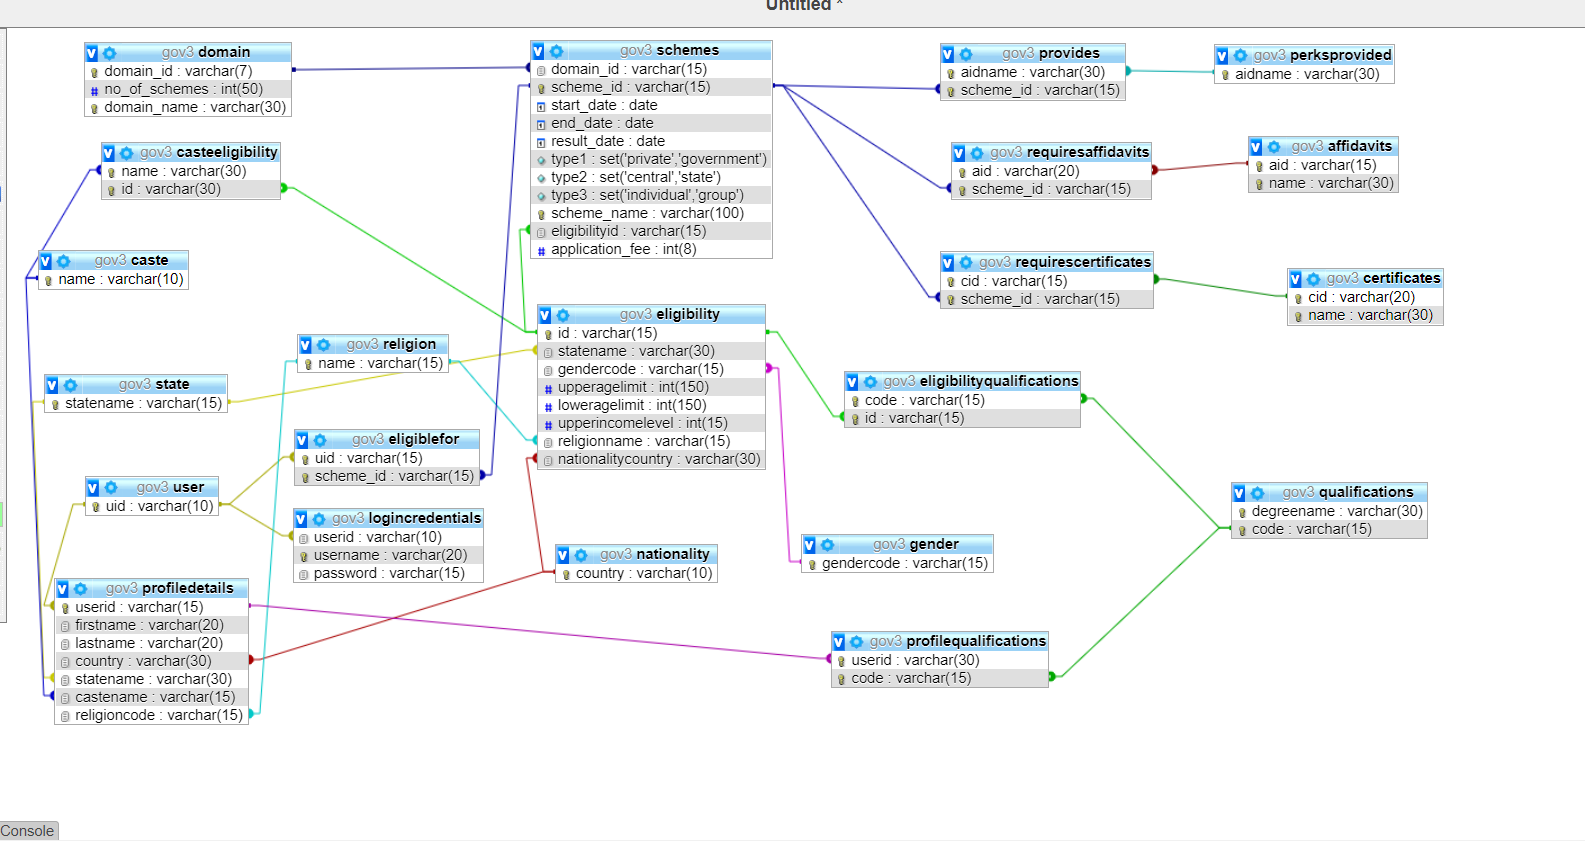 Untitled *
gov3 domain
domain_id : varchar(7)
no_of_schemes : int(50)
domain_name : varchar(30)
gov3 schemes
domain_id : varchar(15)
scheme_id : varchar(15)
start_date : date
end_date : date
result_date : date
type1 : set('private','government')
type2 : set('central','state')
type3 : set('individual','group')
scheme_name : varchar(100)
eligibilityid : varchar(15)
application_fee : int(8)
gov3 provides
aidname : varchar(30)
scheme_id : varchar(15)
gov3 perksprovided
aidname : varchar(30)
gov3 casteeligibility
name : varchar(30)
id : varchar(30)
gov3 requiresaffidavits
aid : varchar(20)
scheme_id : varchar(15)
gov3 affidavits
aid : varchar(15)
name : varchar(30)
gov3 caste
name : varchar(10)
gov3 requirescertificates
cid : varchar(15)
scheme_id : varchar(15)
gov3 certificates
cid : varchar(20)
name : varchar(30)
gov3 eligibility
id : varchar(15)
statename : varchar(30)
gendercode : varchar(15)
upperagelimit : int(150)
loweragelimit : int(150)
upperincomelevel : int(15)
religionname : varchar(15)
nationalitycountry : varchar(30)
gov3 religion
name : varchar(15)
gov3 state
statename : varchar(15)
gov3 eligibilityqualifications
code : varchar(15)
id : varchar(15)
gov3 eligiblefor
uid : varchar(15)
scheme_id : varchar(15)
gov3 user
uid : varchar(10)
gov3 qualifications
degreename : varchar(30)
code : varchar(15)
gov3 logincredentials
userid : varchar(10)
username : varchar(20)
password : varchar(15)
gov3 nationality
country : varchar(10)
gov3 gender
gendercode : varchar(15)
gov3 profiledetails
userid : varchar(15)
firstname : varchar(20)
lastname : varchar(20)
country : varchar(30)
statename : varchar(30)
castename : varchar(15)
religioncode : varchar(15)
gov3 profilequalifications
userid : varchar(30)
code : varchar(15)
Console